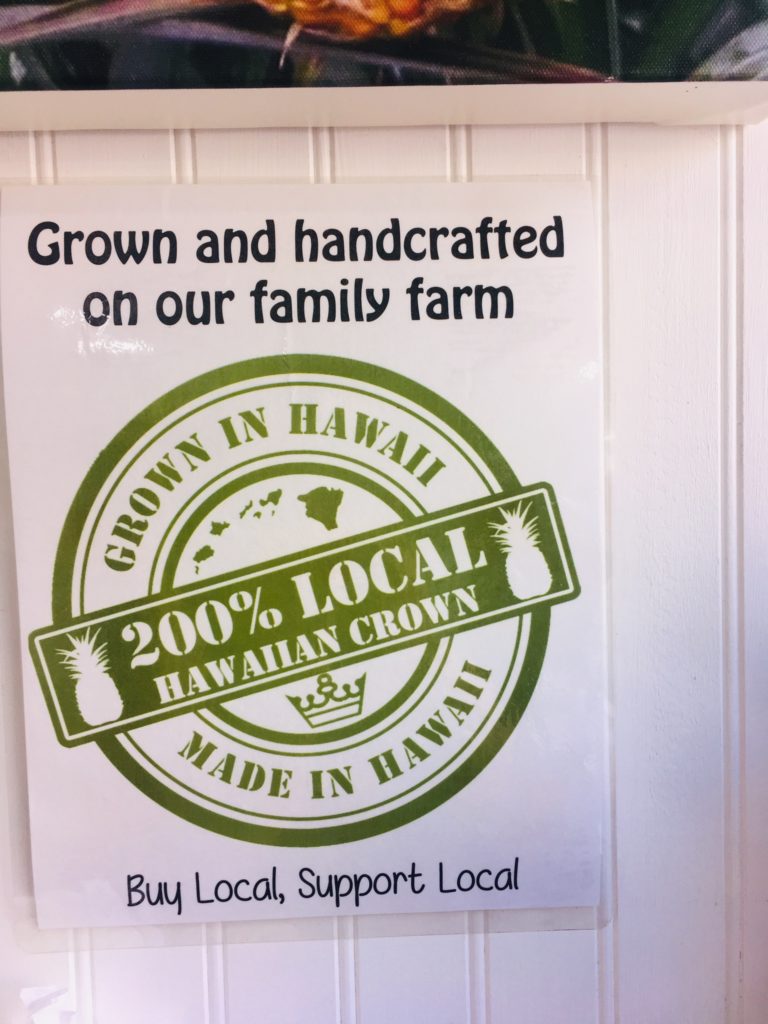 Grown and handcrafted
on our family farm
GROWN IN HAWAII
200% LOCAL
HAWAIIAN CROWN
MADE IN HAWAII
Buy Local, Support Local